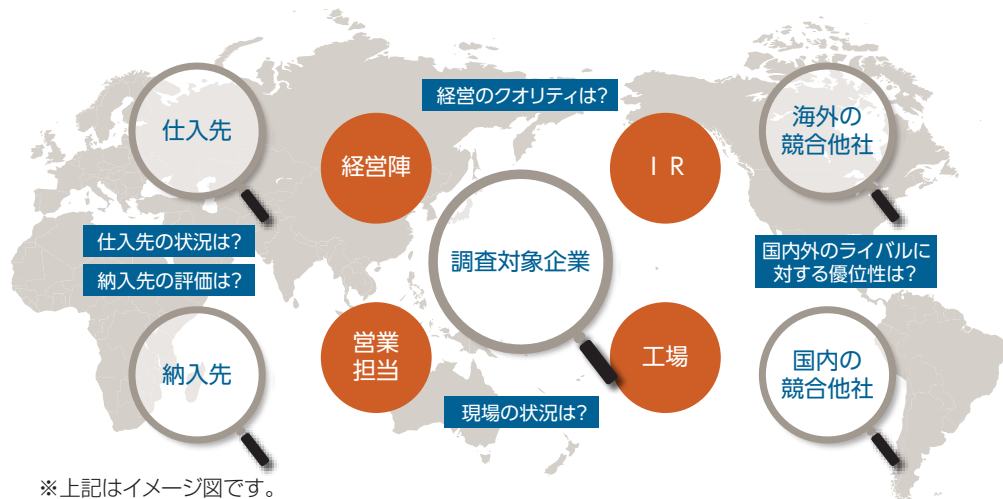 経営のクオリティは?
仕入先
経営陣
I R
海外の
競合他社
調査対象企業
仕入先の状況は?
納入先の評価は?
国内外のライバルに
対する優位性は?
納入先
営業
担当
工場
国内の
競合他社
現場の状況は?
※上記はイメージ図です。